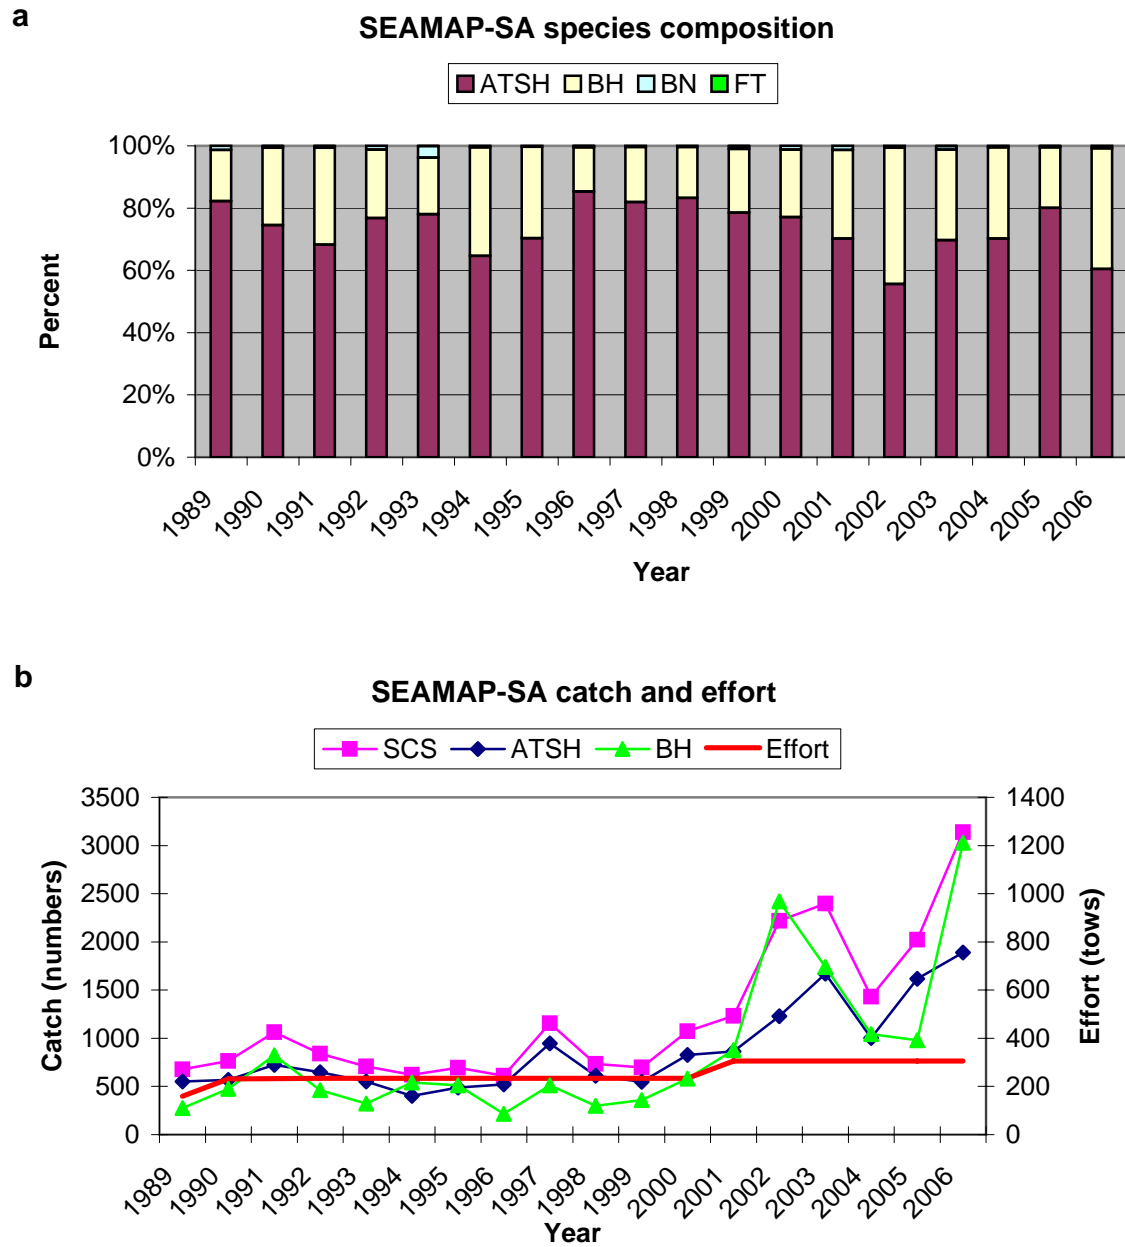 a
SEAMAP-SA species composition
ATSH BH BN FT
100%
80%
60%
40%
20%
0%
Percent
1989 1990 1991 1992 1993 1994 1995 1996 1997 1998 1999 2000 2001 2002 2003 2004 2005 2006
Year
b
SEAMAP-SA catch and effort
SCS ATSH BH Effort
3500 1400
3000 1200
2500 1000
2000 800
1500 600
1000 400
500 200
0 0
Catch (numbers)
Effort (tows)
1989 1990 1991 1992 1993 1994 1995 1996 1997 1998 1999 2000 2001 2002 2003 2004 2005 2006
Year